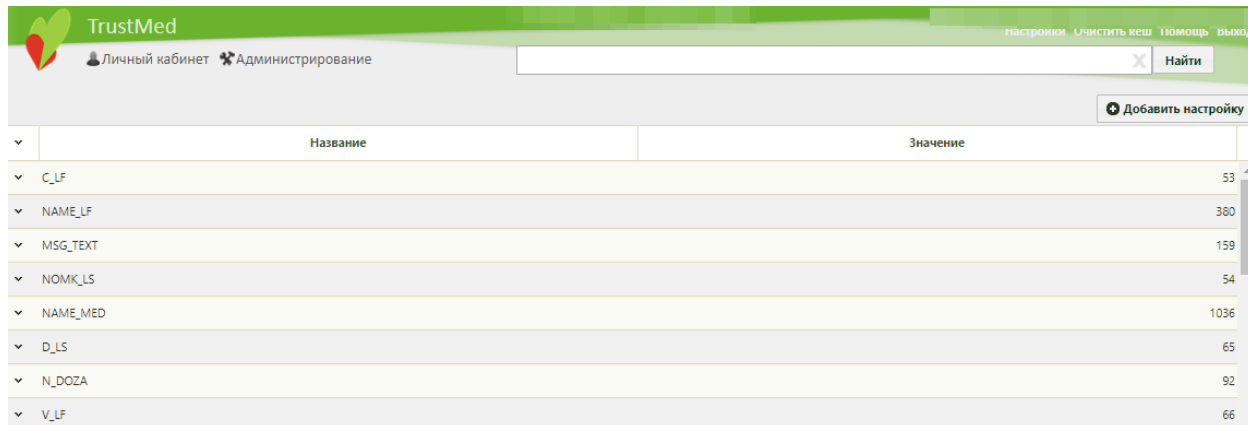 TrustMed
Настройки Очистить кеш Помощь Выход
Личный кабинет Администрирование
Найти
Добавить настройку
Название Значение
C_LF 53
NAME_LF 380
MSG_TEXT 159
NOMK_LS 54
NAME_MED 1036
D_LS 65
N_DOZA 92
V_LF 66